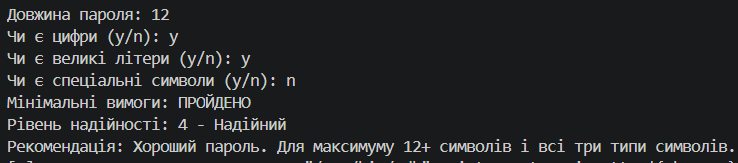 Довжина пароля: 12
Чи є цифри (y/n): y
Чи є великі літери (y/n): y
Чи є спеціальні символи (y/n): n
Мінімальні вимоги: ПРОЙДЕНО
Рівень надійності: 4 - Надійний
Рекомендація: Хороший пароль. Для максимуму 12+ символів і всі три типи символів.